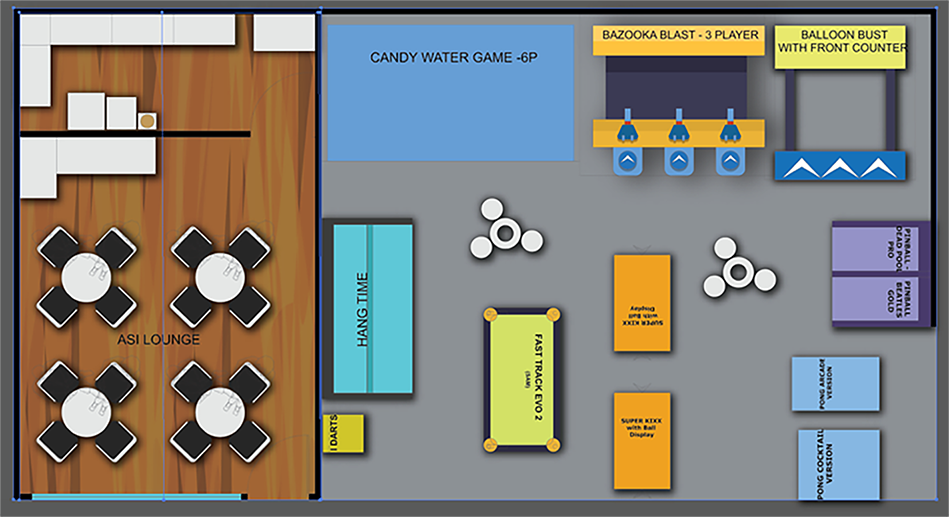 CANDY WATER GAME -6P
BAZOOKA BLAST - 3 PLAYER
BALLOON BUST
WITH FRONT COUNTER
ASI LOUNGE
HANG TIME
I DARTS
FAST TRACK EVO 2
(SAM)
SUPER KIXX
with Ball
Display
SUPER KIXX
with Ball
Display
PINBALL -
DEAD POOL
PRO
PINBALL
BEATLES
GOLD
PONG ARCADE
VERSION
PONG COCKTAIL
VERSION